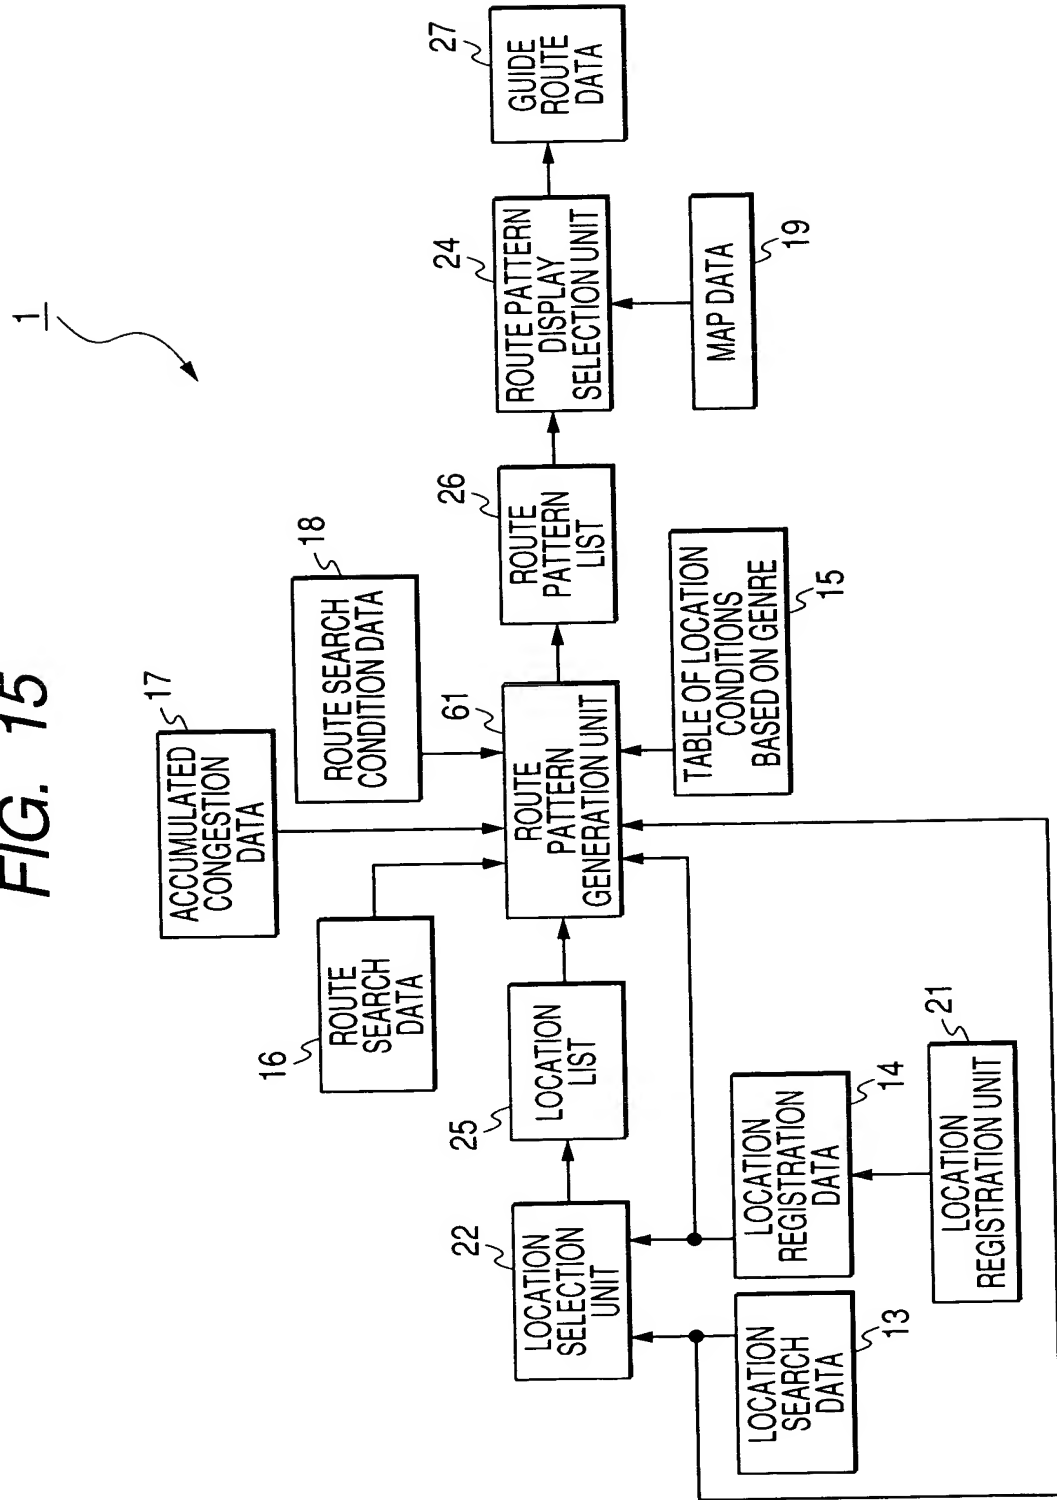 FIG. 15
1
ACCUMULATED
CONGESTION
DATA
17
ROUTE SEARCH
CONDITION DATA
18
ROUTE
SEARCH
DATA
16
LOCATION
SELECTION
UNIT
22
LOCATION
LIST
25
ROUTE
PATTERN
GENERATION UNIT
61
ROUTE
PATTERN
LIST
26
ROUTE PATTERN
DISPLAY
SELECTION UNIT
24
GUIDE
ROUTE
DATA
27
LOCATION
SEARCH
DATA
13
LOCATION
REGISTRATION
DATA
14
TABLE OF LOCATION
CONDITIONS
BASED ON GENRE
15
MAP DATA
19
LOCATION
REGISTRATION UNIT
21